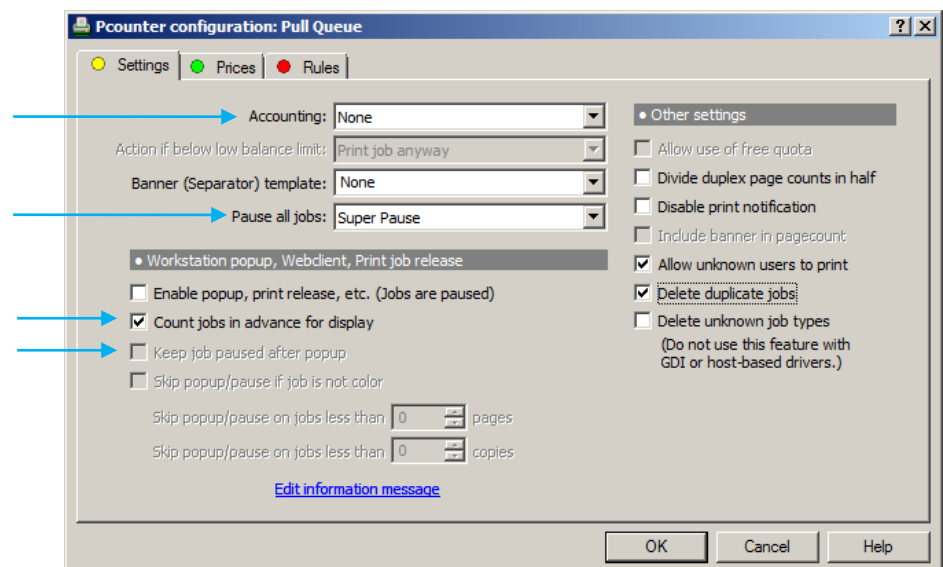 Pcounter configuration: Pull Queue
Settings
Prices
Rules
Accounting: None
Action if below low balance limit: Print job anyway
Banner (Separator) template: None
Pause all jobs: Super Pause
• Workstation popup, Webclient, Print job release
Enable popup, print release, etc. (Jobs are paused)
Count jobs in advance for display
Keep job paused after popup
Skip popup/pause if job is not color
Skip popup/pause on jobs less than 0 pages
Skip popup/pause on jobs less than 0 copies
Edit information message
• Other settings
Allow use of free quota
Divide duplex page counts in half
Disable print notification
Include banner in pagecount
Allow unknown users to print
Delete duplicate jobs
Delete unknown job types
(Do not use this feature with
GDI or host-based drivers.)
OK
Cancel
Help